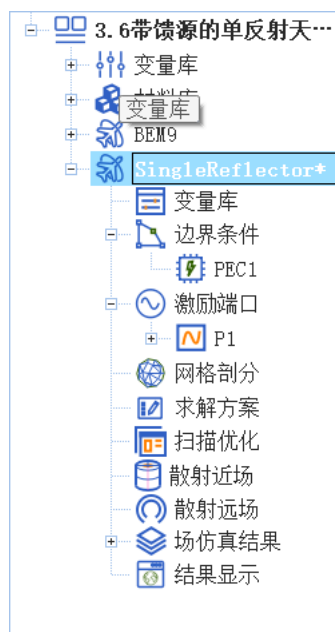 3.6带馈源的单反射天…
变量库
变量库
BEM9
SingleReflector*
变量库
边界条件
PEC1
激励端口
P1
网格剖分
求解方案
扫描优化
散射近场
散射远场
场仿真结果
结果显示